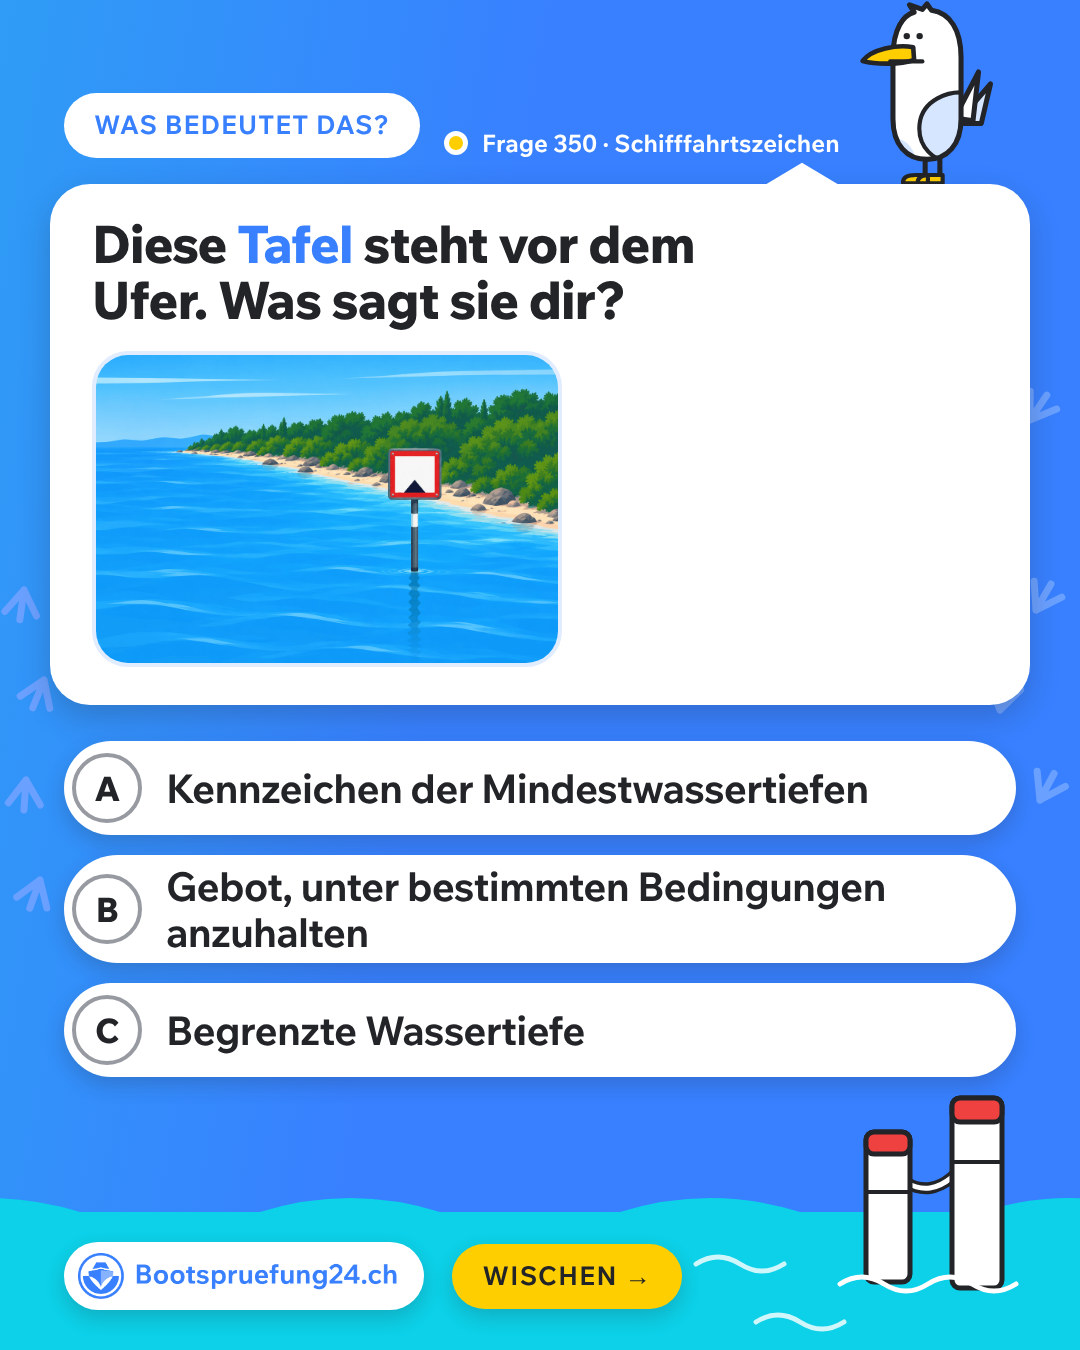 WAS BEDEUTET DAS?
Frage 350 · Schifffahrtszeichen
Diese Tafel steht vor dem
Ufer. Was sagt sie dir?
A Kennzeichen der Mindestwassertiefen
B Gebot, unter bestimmten Bedingungen
anzuhalten
C Begrenzte Wassertiefe
Bootspruefung24.ch
WISCHEN →